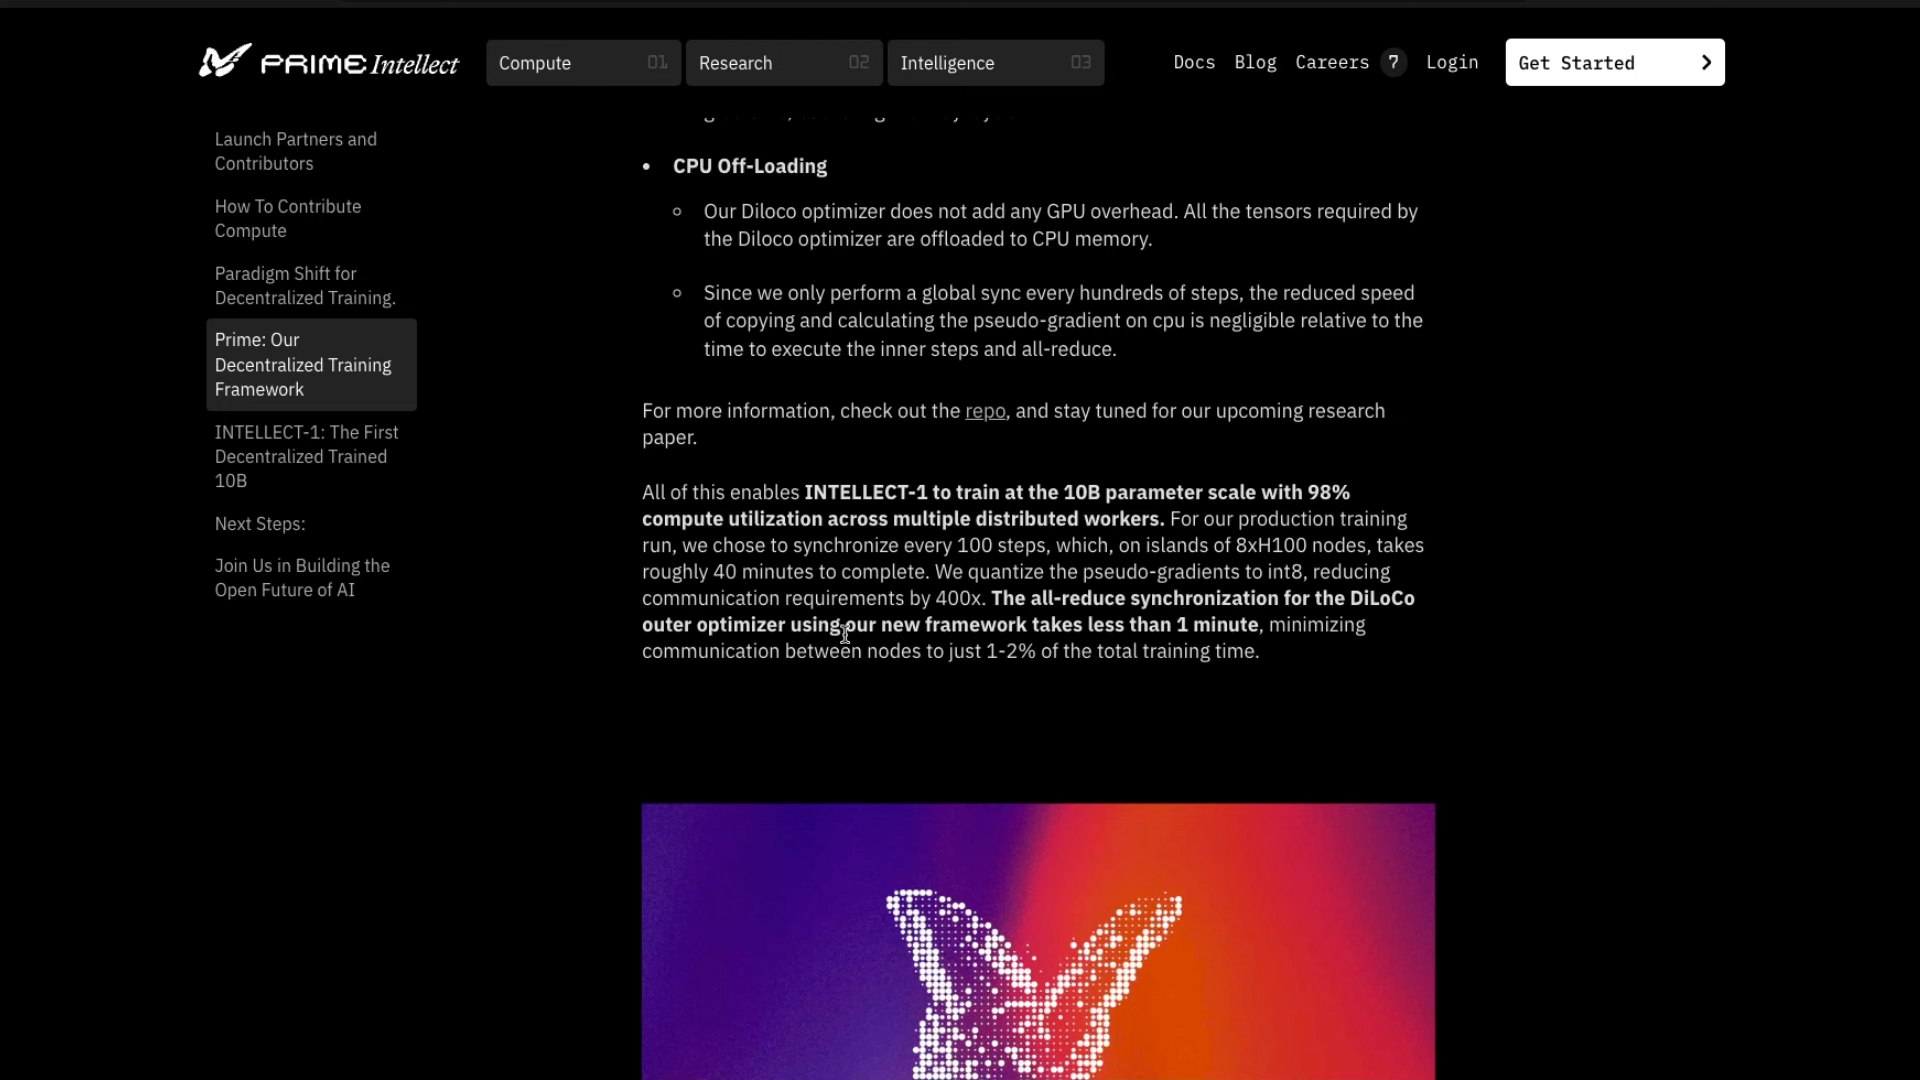 PRIME Intellect
Compute 01
Research 02
Intelligence 03
Docs
Blog
Careers 7
Login
Get Started
Launch Partners and
Contributors
How To Contribute
Compute
Paradigm Shift for
Decentralized Training.
Prime: Our
Decentralized Training
Framework
INTELLECT-1: The First
Decentralized Trained
10B
Next Steps:
Join Us in Building the
Open Future of AI
• CPU Off-Loading
Our Diloco optimizer does not add any GPU overhead. All the tensors required by
the Diloco optimizer are offloaded to CPU memory.
Since we only perform a global sync every hundreds of steps, the reduced speed
of copying and calculating the pseudo-gradient on cpu is negligible relative to the
time to execute the inner steps and all-reduce.
For more information, check out the repo, and stay tuned for our upcoming research
paper.
All of this enables INTELLECT-1 to train at the 10B parameter scale with 98%
compute utilization across multiple distributed workers. For our production training
run, we chose to synchronize every 100 steps, which, on islands of 8xH100 nodes, takes
roughly 40 minutes to complete. We quantize the pseudo-gradients to int8, reducing
communication requirements by 400x. The all-reduce synchronization for the DiLoCo
outer optimizer using our new framework takes less than 1 minute, minimizing
communication between nodes to just 1-2% of the total training time.